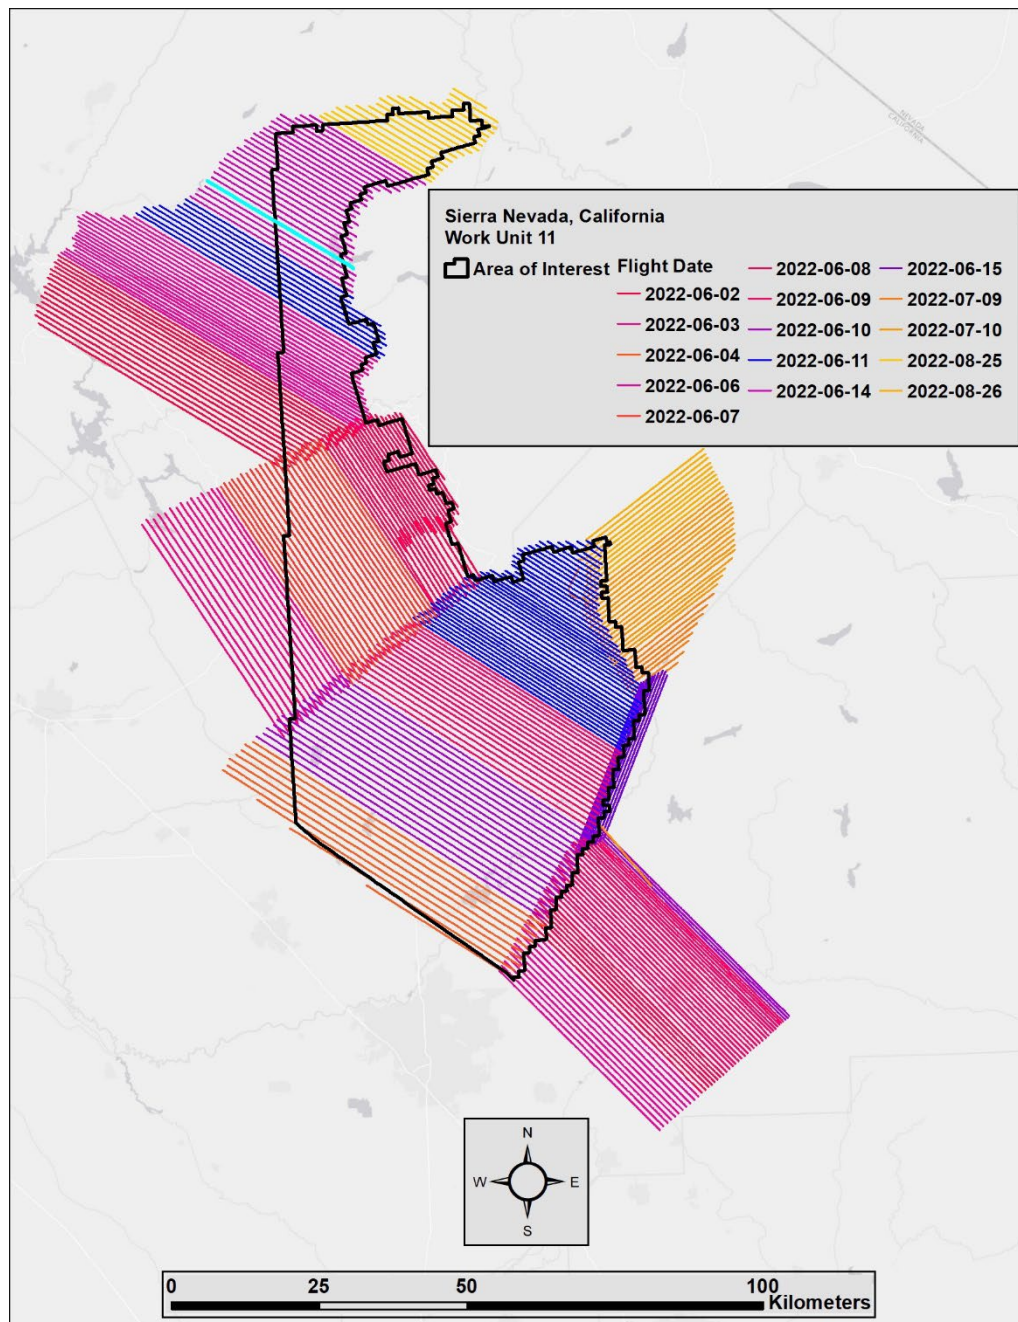 NEVADA
CALIFORNIA
Sierra Nevada, California
Work Unit 11
Area of Interest
Flight Date
2022-06-02
2022-06-03
2022-06-04
2022-06-06
2022-06-07
2022-06-08
2022-06-09
2022-06-10
2022-06-11
2022-06-14
2022-06-15
2022-07-09
2022-07-10
2022-08-25
2022-08-26
N
W E
S
0 25 50 100
Kilometers